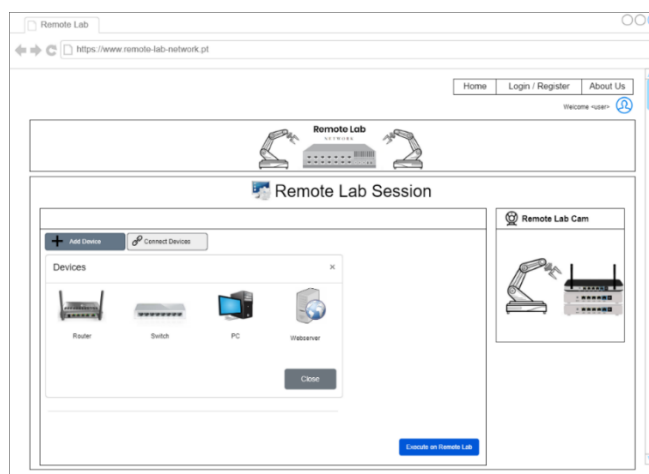 Remote Lab
https://www.remote-lab-network.pt
Home Login / Register About Us
Welcome <user>
Remote Lab
NETWORK
Remote Lab Session
Remote Lab Cam
Add Device Connect Devices
Devices ×
Router Switch PC Webserver
Close
Execute on Remote Lab